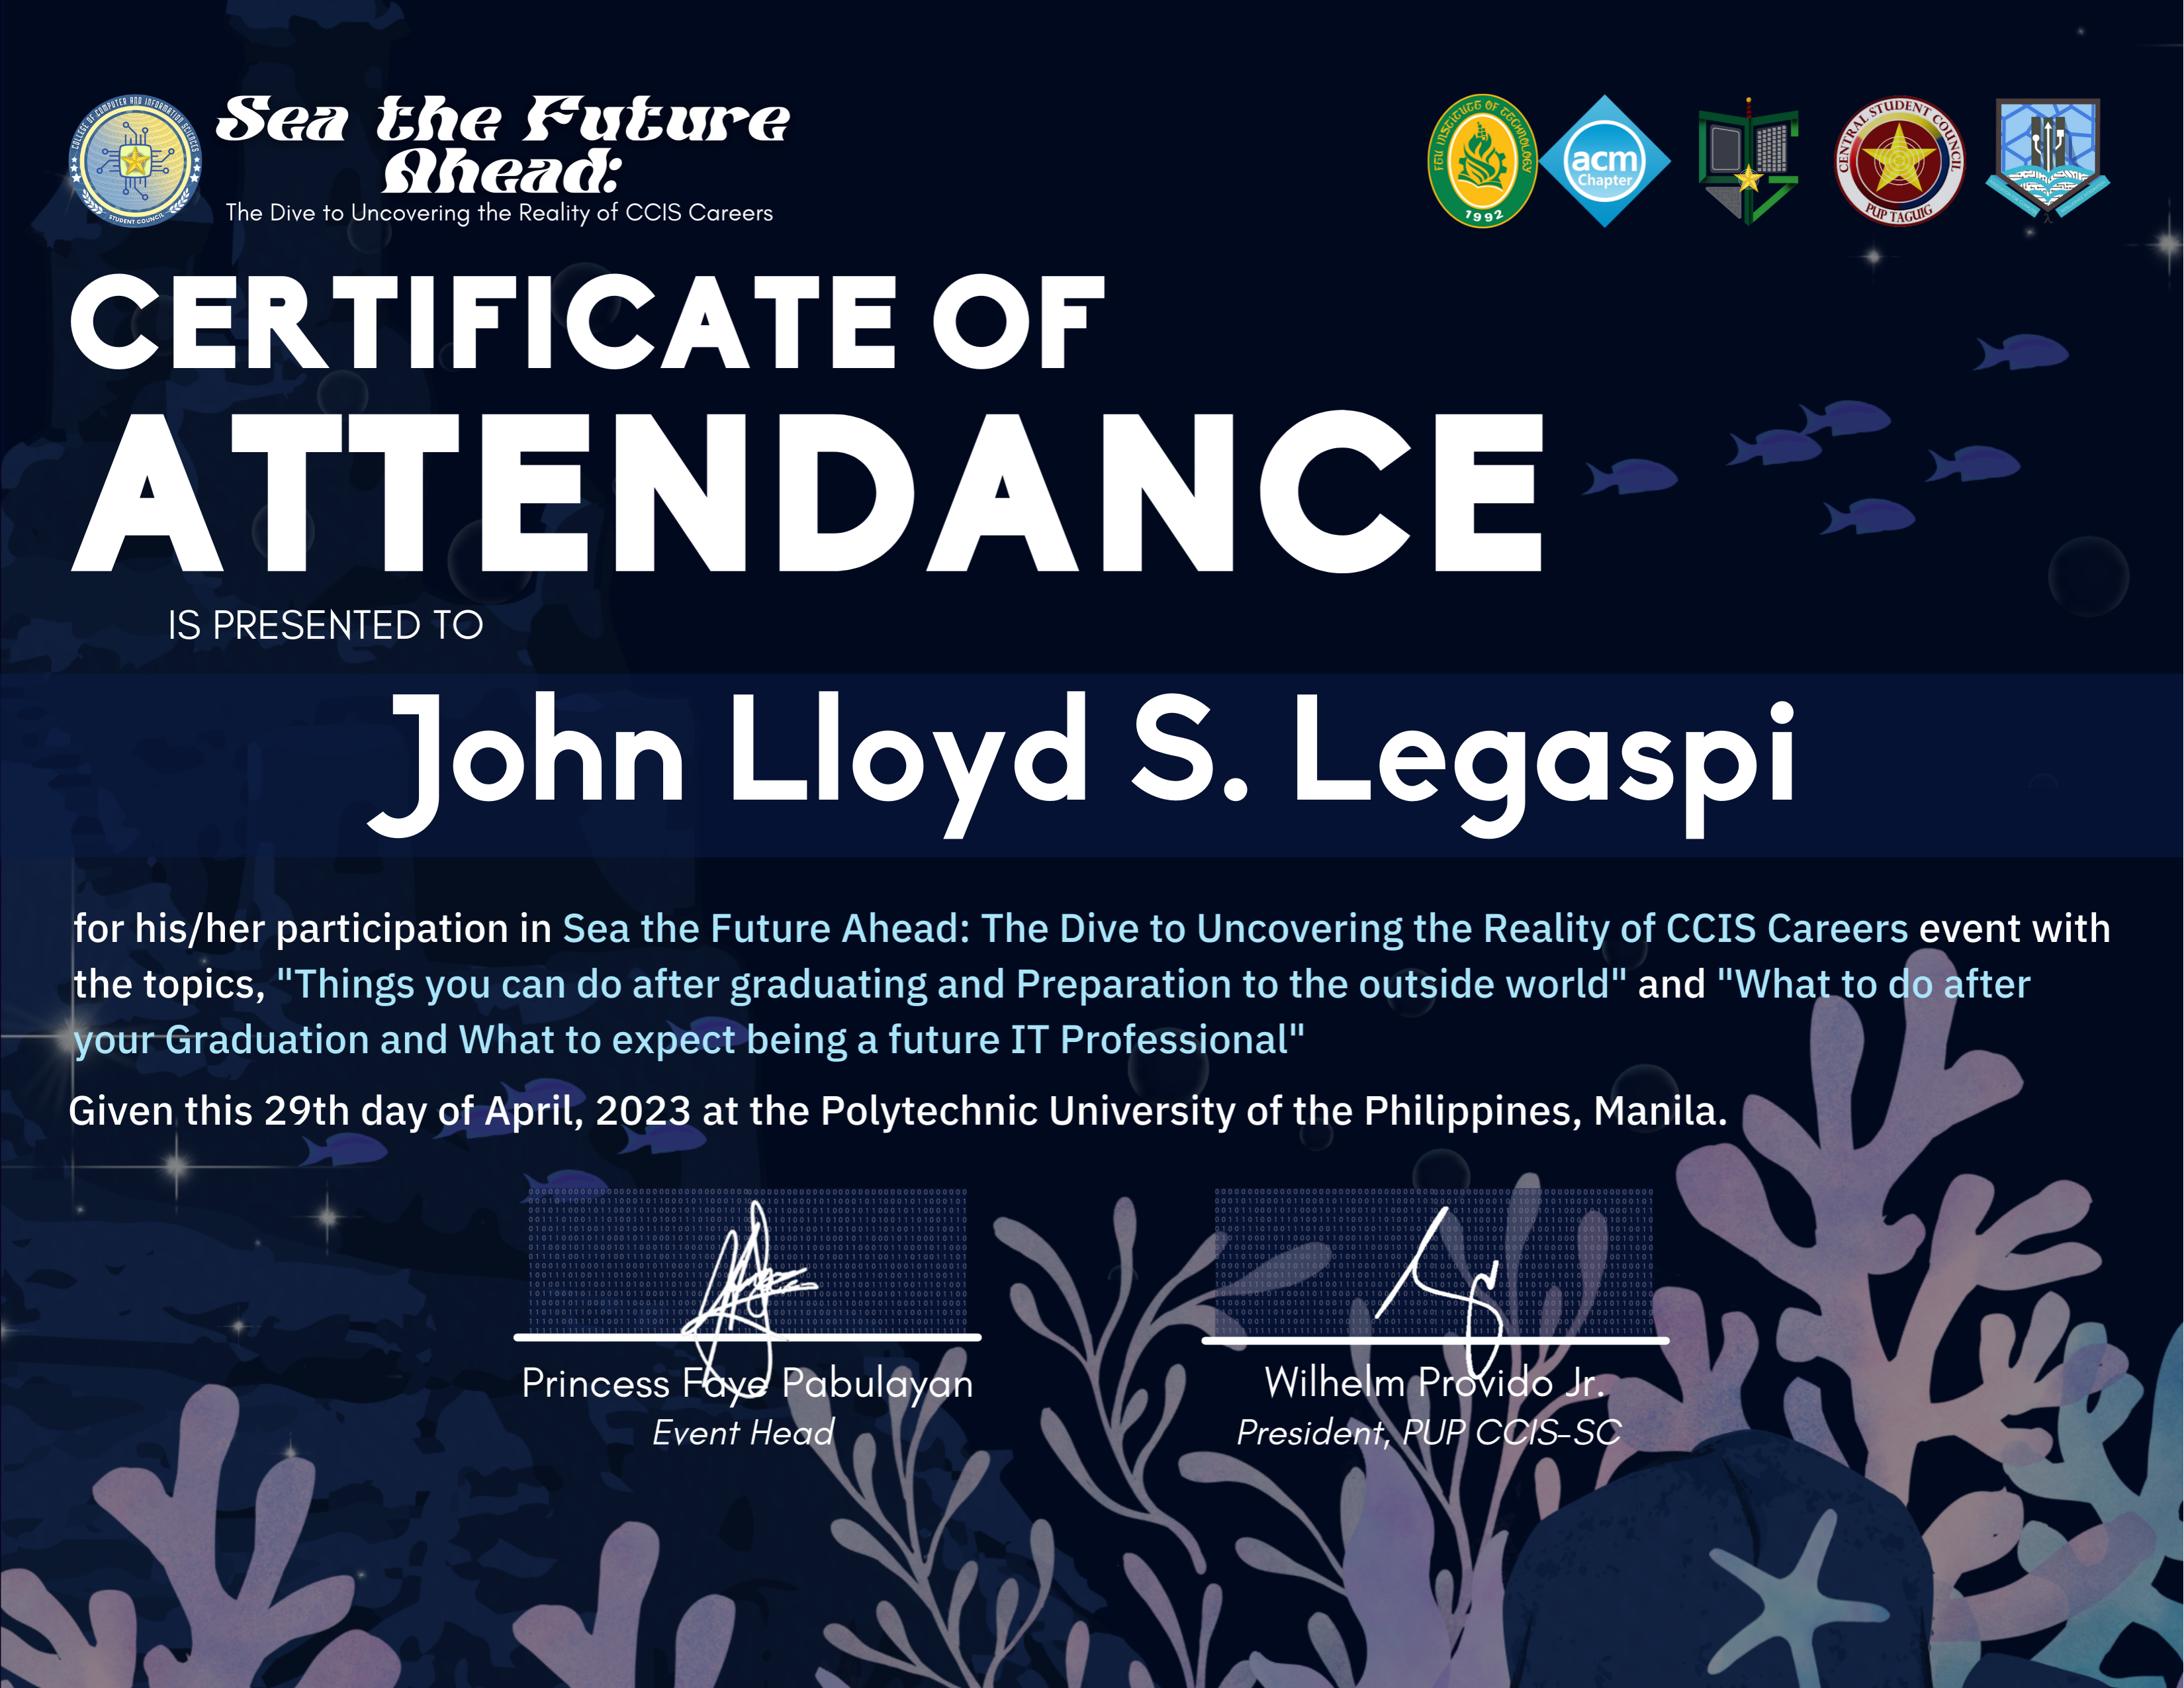 COLLEGE OF COMPUTER AND INFORMATION SCIENCES
STUDENT COUNCIL
Sea the Future
Ahead:
The Dive to Uncovering the Reality of CCIS Careers
FEU INSTITUTE OF TECHNOLOGY
1992
acm
Chapter
CENTRAL STUDENT COUNCIL
PUP TAGUIG
CERTIFICATE OF
ATTENDANCE
IS PRESENTED TO
John Lloyd S. Legaspi
for his/her participation in Sea the Future Ahead: The Dive to Uncovering the Reality of CCIS Careers event with
the topics, "Things you can do after graduating and Preparation to the outside world" and "What to do after
your Graduation and What to expect being a future IT Professional"
Given this 29th day of April, 2023 at the Polytechnic University of the Philippines, Manila.
Princess Faye Pabulayan
Event Head
Wilhelm Provido Jr.
President, PUP CCIS-SC